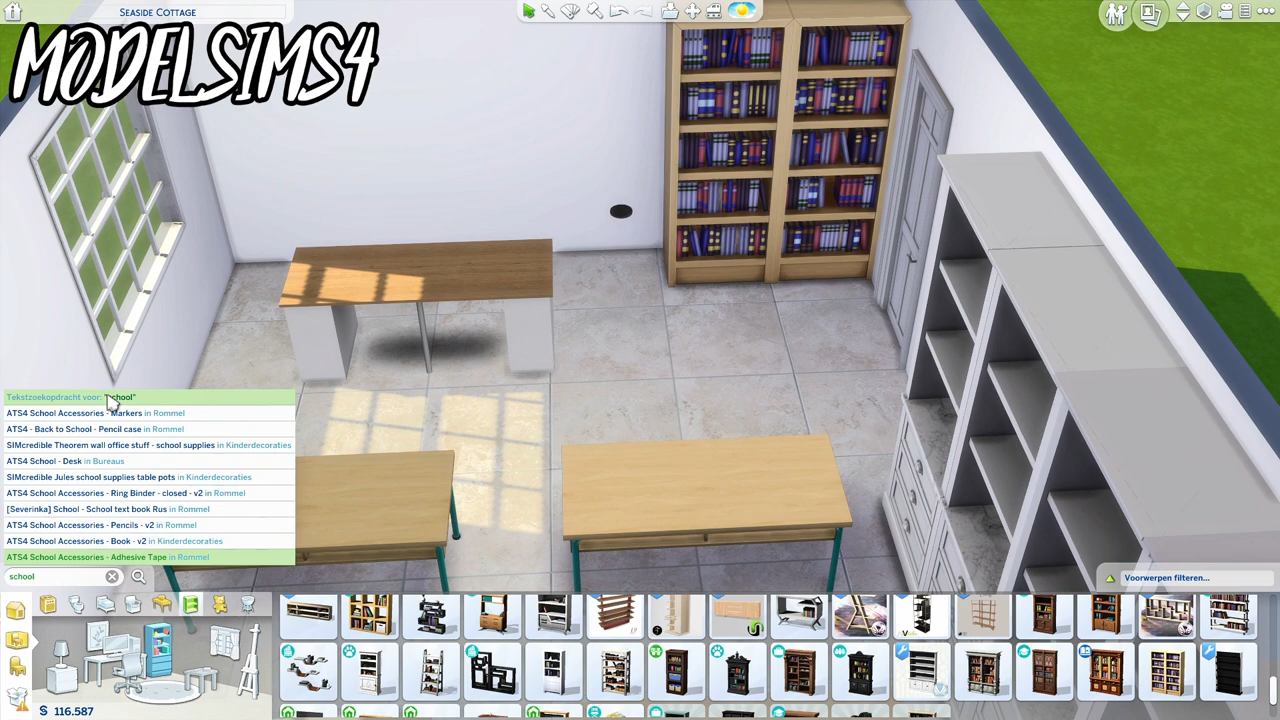 SEASIDE COTTAGE
MODELSIMS4
Tekstzoekopdracht voor: "school"
ATS4 School Accessories - Markers in Rommel
ATS4 - Back to School - Pencil case in Rommel
SIMcredible Theorem wall office stuff - school supplies in Kinderdecoraties
ATS4 School - Desk in Bureaus
SIMcredible Jules school supplies table pots in Kinderdecoraties
ATS4 School Accessories - Ring Binder - closed - v2 in Rommel
[Severinka] School - School text book Rus in Rommel
ATS4 School Accessories - Pencils - v2 in Rommel
ATS4 School Accessories - Book - v2 in Kinderdecoraties
ATS4 School Accessories - Adhesive Tape in Rommel
school
Voorwerpen filteren...
$ 116.587